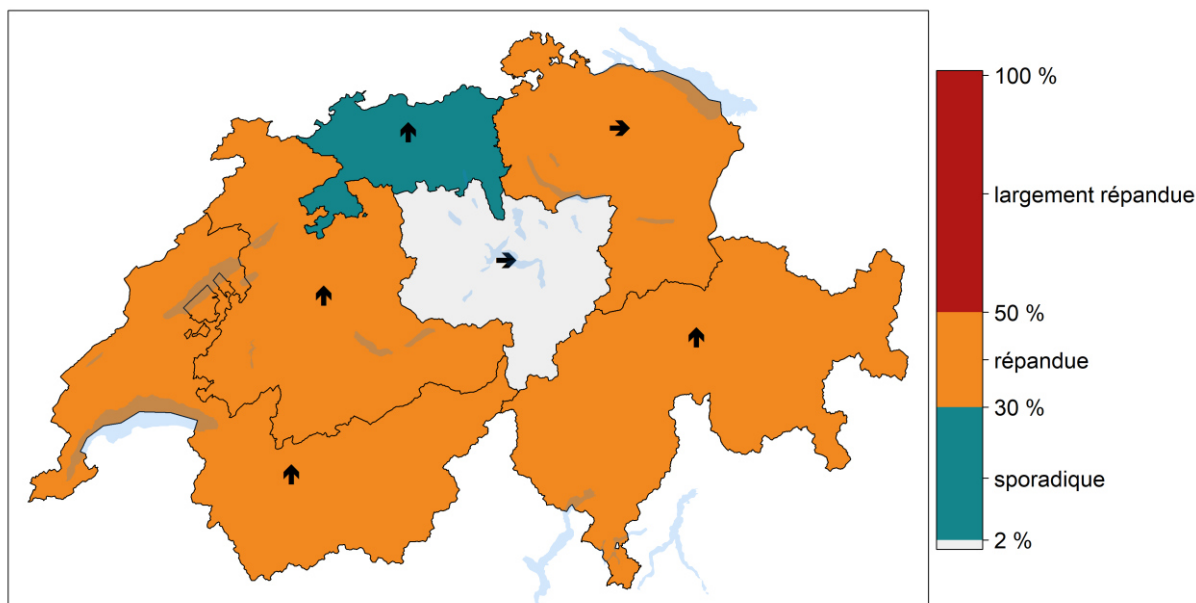 100 %
largement répandue
50 %
répandue
30 %
sporadique
2 %